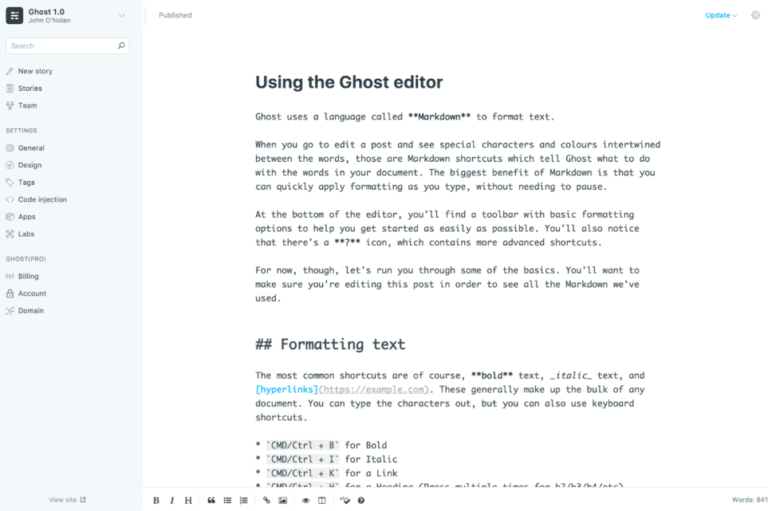 Ghost 1.0
John O'Nolan
Search
New story
Stories
Team
SETTINGS
General
Design
Tags
Code injection
Apps
Labs
GHOST(PRO)
Billing
Account
Domain
View site
Published
Update
Using the Ghost editor
Ghost uses a language called **Markdown** to format text.
When you go to edit a post and see special characters and colours intertwined
between the words, those are Markdown shortcuts which tell Ghost what to do
with the words in your document. The biggest benefit of Markdown is that you
can quickly apply formatting as you type, without needing to pause.
At the bottom of the editor, you'll find a toolbar with basic formatting
options to help you get started as easily as possible. You'll also notice
that there's a **?** icon, which contains more advanced shortcuts.
For now, though, let's run you through some of the basics. You'll want to
make sure you're editing this post in order to see all the Markdown we've
used.
## Formatting text
The most common shortcuts are of course, **bold** text, _italic_ text, and
[hyperlinks](https://example.com). These generally make up the bulk of any
document. You can type the characters out, but you can also use keyboard
shortcuts.
* `CMD/Ctrl + B` for Bold
* `CMD/Ctrl + I` for Italic
* `CMD/Ctrl + K` for a Link
* `CMD/Ctrl + H` for a Heading (Press multiple times for h2/h3/h4/etc)
B I H
Words: 641